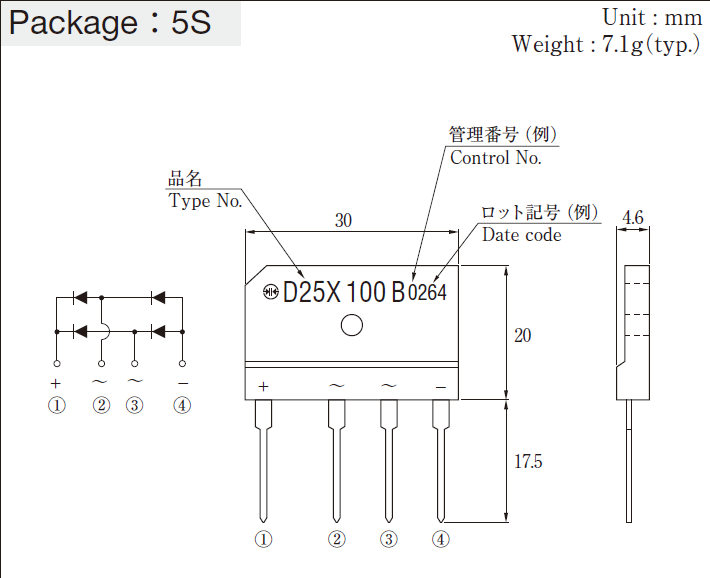 Package：5S
Unit : mm
Weight : 7.1g(typ.)
管理番号（例）
Control No.
品名
Type No.
ロット記号（例）
Date code
30
4.6
D25X 100 B 0264
20
+ ～ ～ −
① ② ③ ④
+ ～ ～ −
17.5
① ② ③ ④